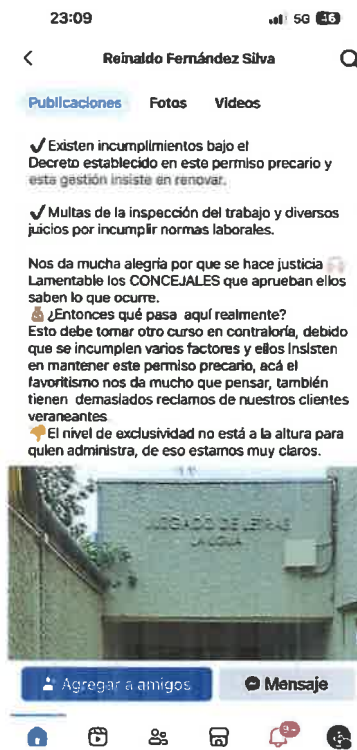 23:09
5G 46
Reinaldo Fernández Silva
Publicaciones Fotos Videos
✓Existen incumplimientos bajo el
Decreto establecido en este permiso precario y
esta gestión insiste en renovar.
✓Multas de la inspección del trabajo y diversos
juicios por incumplir normas laborales.
Nos da mucha alegría por que se hace justicia
Lamentable los CONCEJALES que aprueban ellos
saben lo que ocurre.
💰¿Entonces qué pasa aquí realmente?
Esto debe tomar otro curso en contraloría, debido
que se incumplen varios factores y ellos insisten
en mantener este permiso precario, acá el
favoritismo nos da mucho que pensar, también
tienen demasiados reclamos de nuestros clientes
veraneantes
👎El nivel de exclusividad no está a la altura para
quien administra, de eso estamos muy claros.
JUZGADO DE LETRAS
LA LIGUA
Agregar a amigos
Mensaje
9+